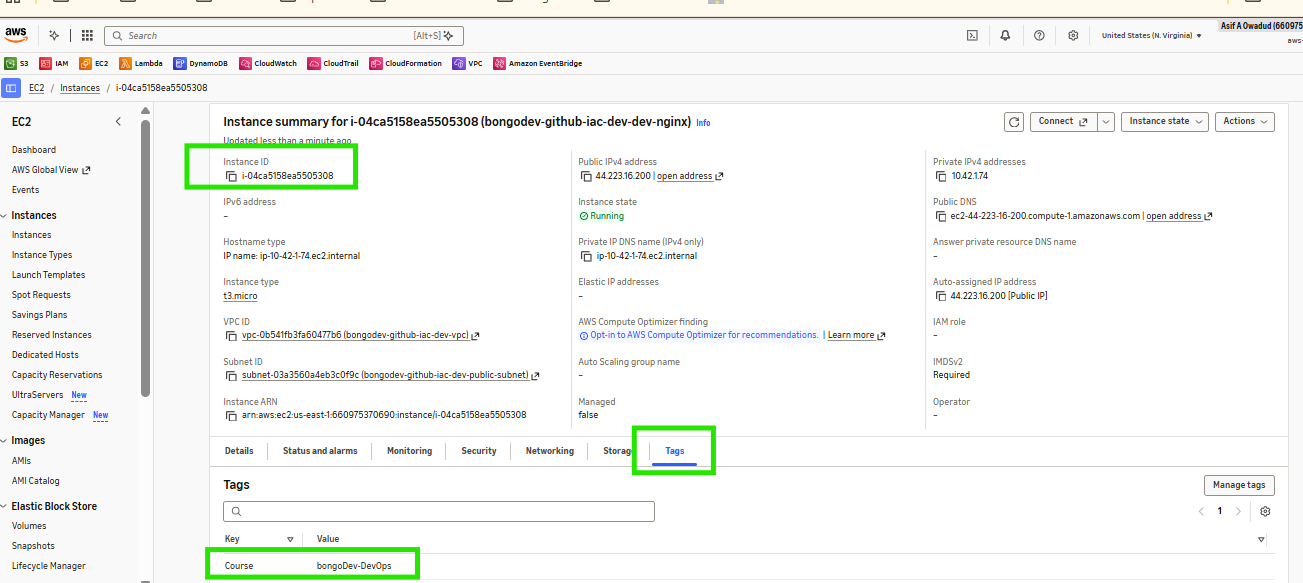 aws
Search
[Alt+S]
United States (N. Virginia)
Asif A Owadud (660975
aws-
S3 IAM EC2 Lambda DynamoDB CloudWatch CloudTrail CloudFormation VPC Amazon EventBridge
EC2 / Instances / i-04ca5158ea5505308
EC2
Dashboard
AWS Global View
Events
Instances
Instances
Instance Types
Launch Templates
Spot Requests
Savings Plans
Reserved Instances
Dedicated Hosts
Capacity Reservations
UltraServers New
Capacity Manager New
Images
AMIs
AMI Catalog
Elastic Block Store
Volumes
Snapshots
Lifecycle Manager
Instance summary for i-04ca5158ea5505308 (bongodev-github-iac-dev-dev-nginx) Info
Updated less than a minute ago
Connect
Instance state
Actions
Instance ID
i-04ca5158ea5505308
IPv6 address
–
Hostname type
IP name: ip-10-42-1-74.ec2.internal
Instance type
t3.micro
VPC ID
vpc-0b541fb3fa60477b6 (bongodev-github-iac-dev-vpc)
Subnet ID
subnet-03a3560a4eb3c0f9c (bongodev-github-iac-dev-public-subnet)
Instance ARN
arn:aws:ec2:us-east-1:660975370690:instance/i-04ca5158ea5505308
Public IPv4 address
44.223.16.200 | open address
Instance state
Running
Private IP DNS name (IPv4 only)
ip-10-42-1-74.ec2.internal
Elastic IP addresses
–
AWS Compute Optimizer finding
Opt-in to AWS Compute Optimizer for recommendations. | Learn more
Auto Scaling group name
–
Managed
false
Private IPv4 addresses
10.42.1.74
Public DNS
ec2-44-223-16-200.compute-1.amazonaws.com | open address
Answer private resource DNS name
–
Auto-assigned IP address
44.223.16.200 [Public IP]
IAM role
–
IMDSv2
Required
Operator
–
Details Status and alarms Monitoring Security Networking Storag Tags
Tags
Manage tags
1
Key Value
Course bongoDev-DevOps